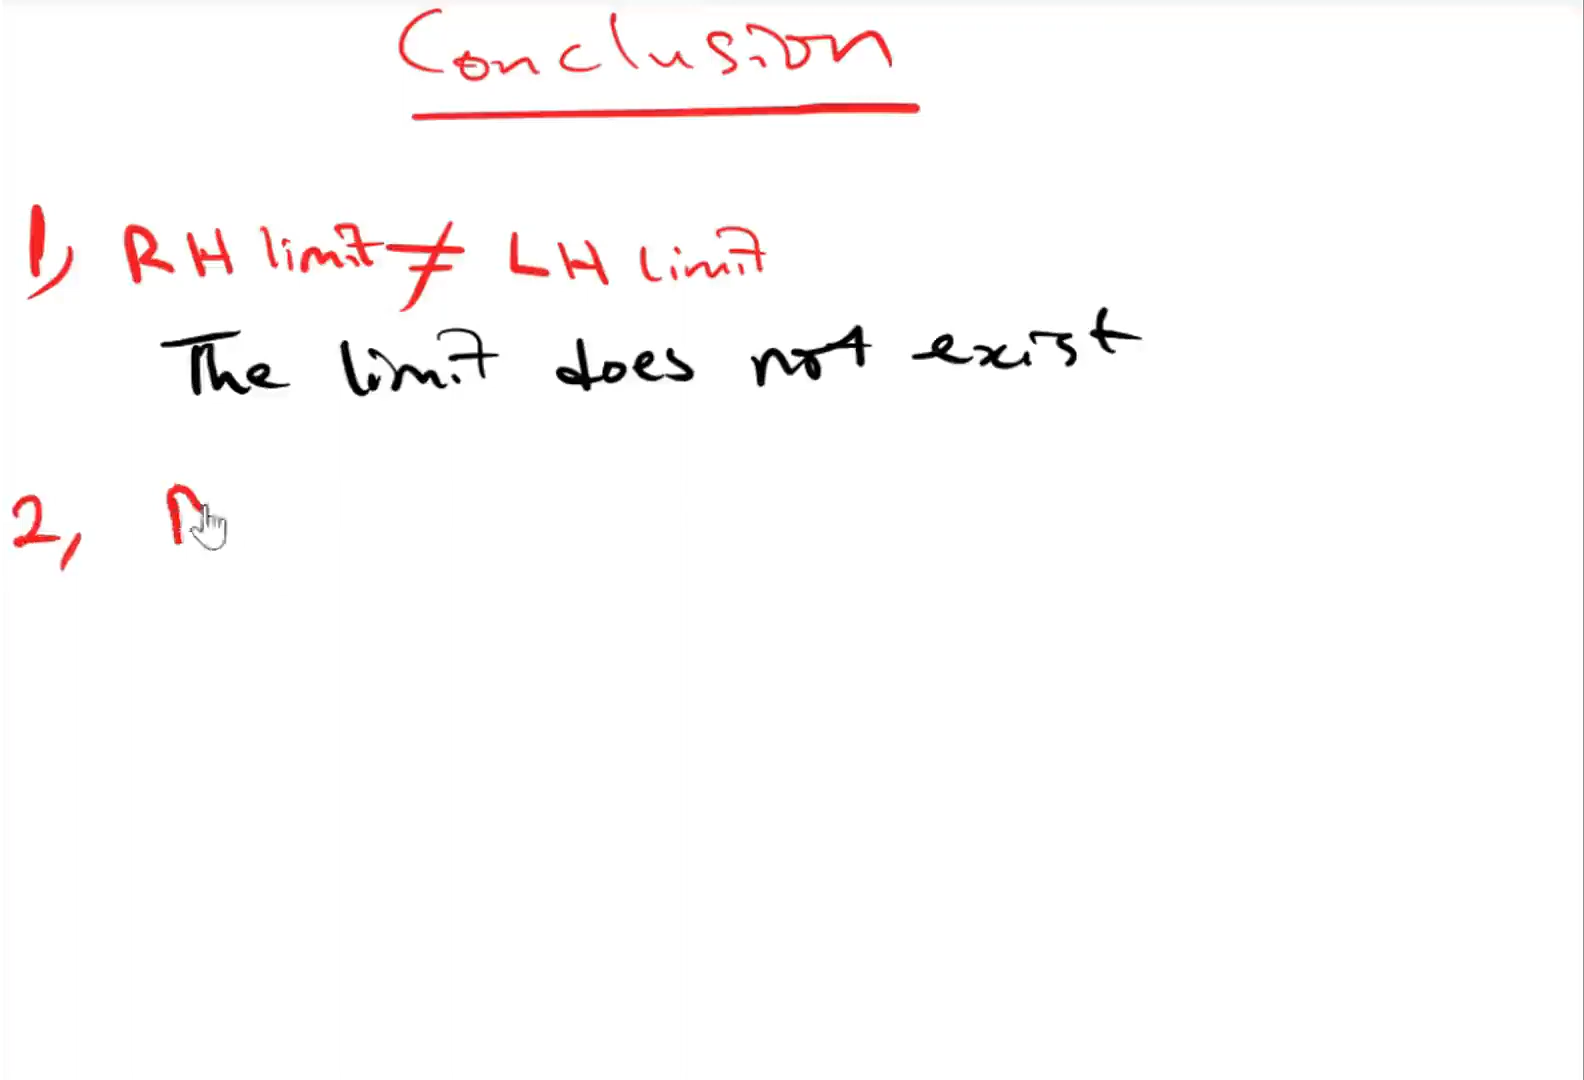 Conclusion
1, RH limit ≠ LH limit
The limit does not exist
2,